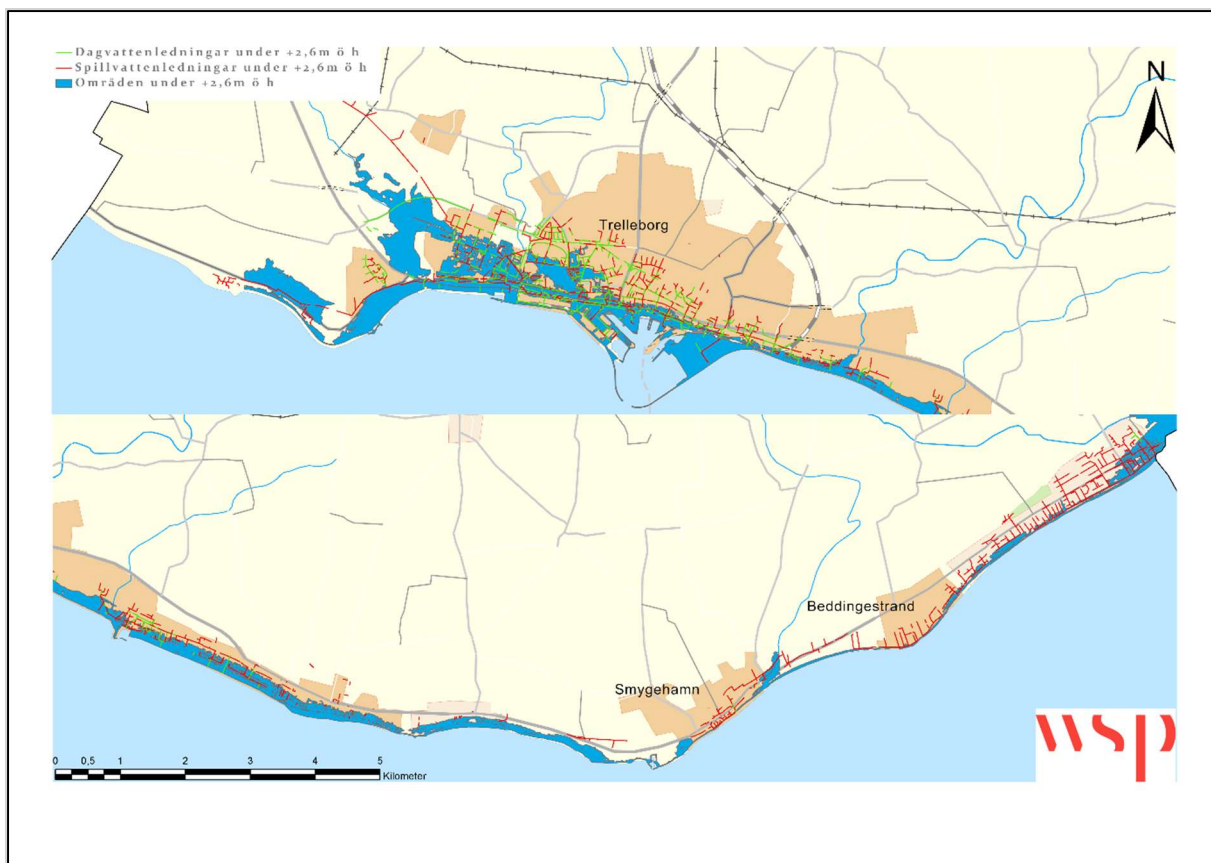 Dagvattenledningar under +2,6m ö h
Spillvattenledningar under +2,6m ö h
Områden under +2,6m ö h
N
Trelleborg
Beddingestrand
Smygehamn
0 0,5 1 2 3 4 5
Kilometer
wsp